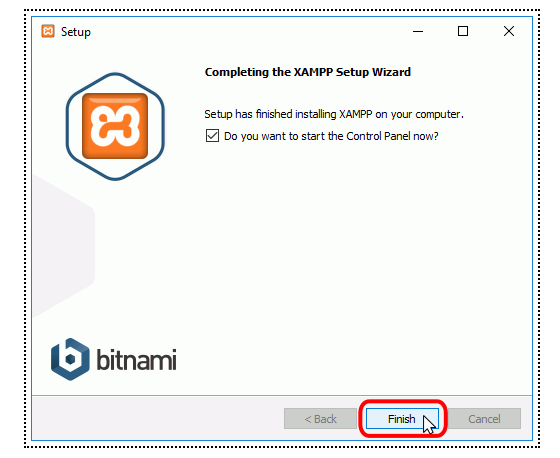 Setup
Completing the XAMPP Setup Wizard
Setup has finished installing XAMPP on your computer.
Do you want to start the Control Panel now?
bitnami
< Back
Finish
Cancel